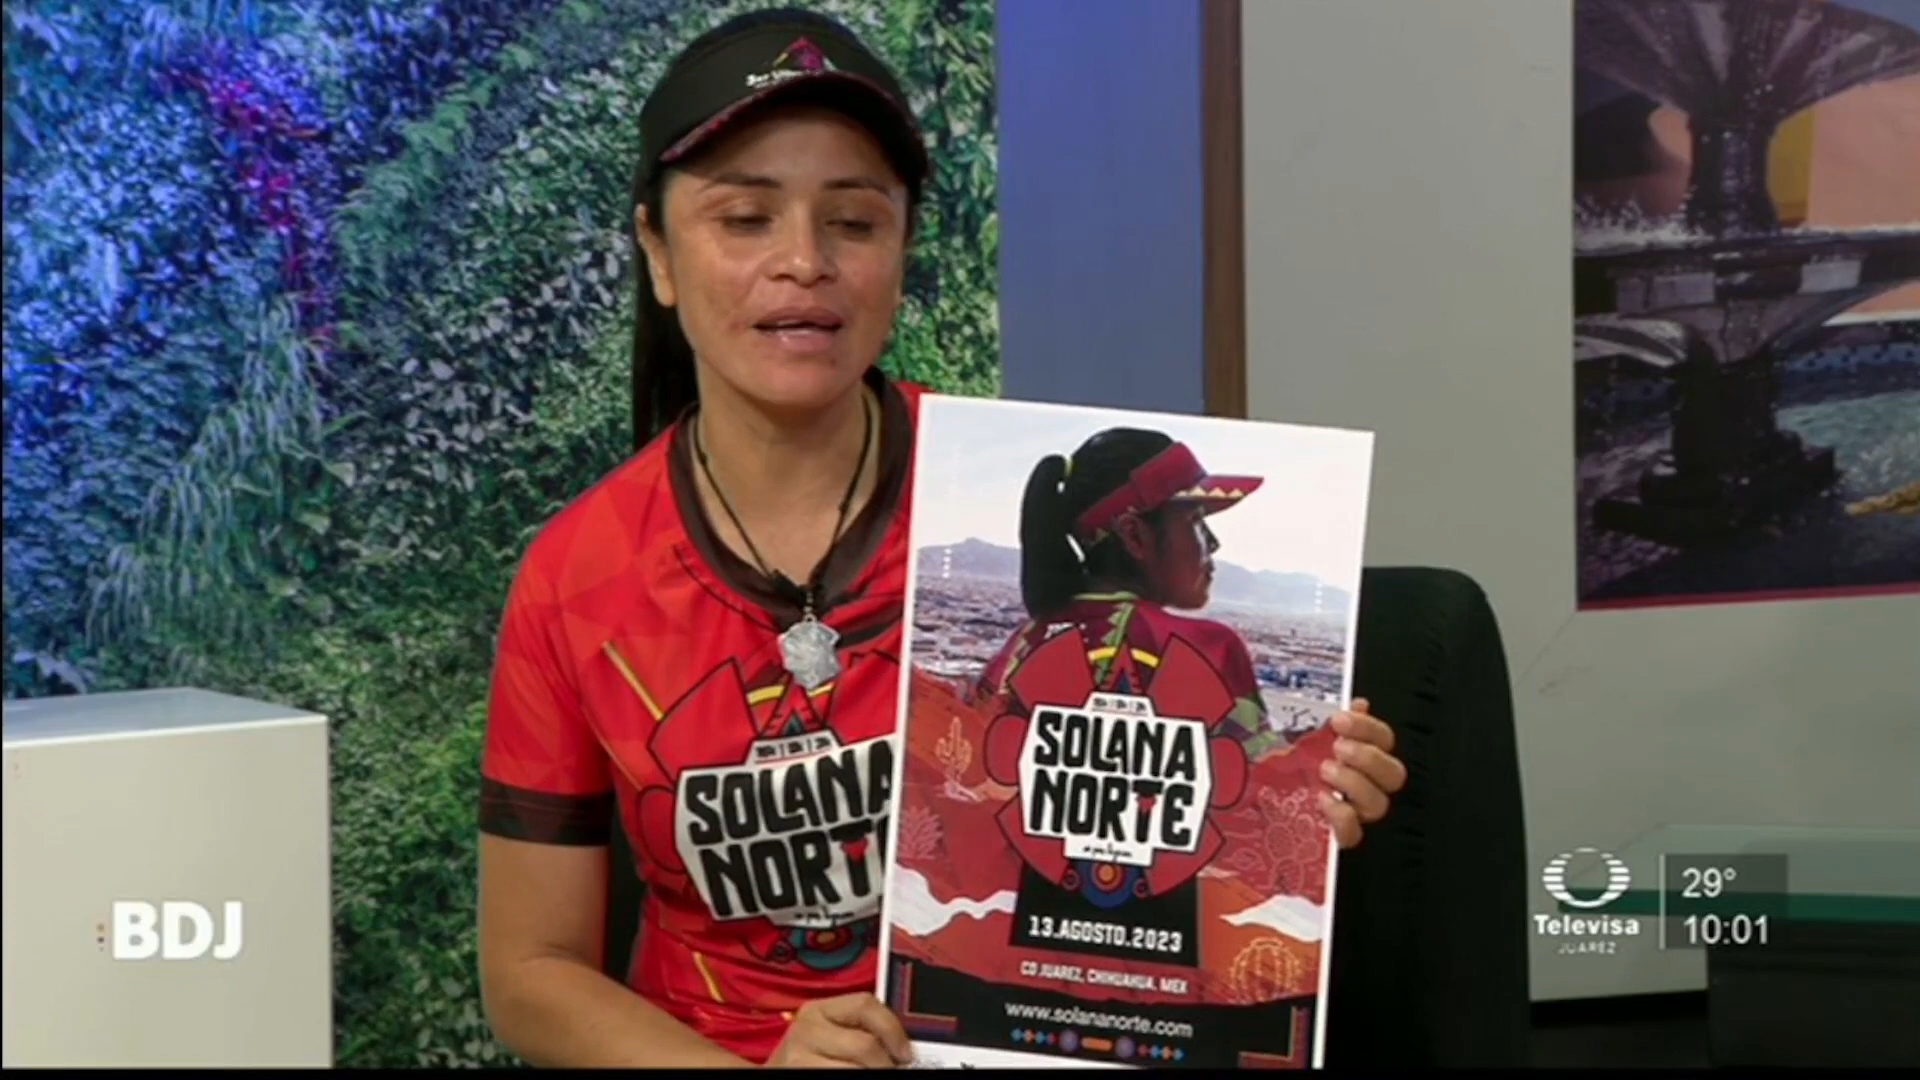 SOLANA
NORTE
SOLANA
NORTE
13.AGOSTO.2023
CD JUAREZ, CHIHUAHUA, MEX
www.solananorte.com
BDJ
Televisa
JUAREZ
29°
10:01